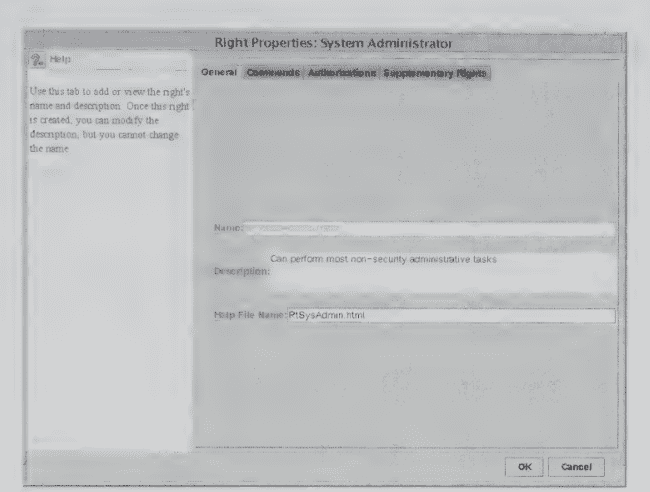 Right Properties: System Administrator
Help
General Commands Authorizations Supplementary Rights
Use this tab to add or view the right's
name and description. Once this right
is created, you can modify the
description, but you cannot change
the name
Name:
Can perform most non-security administrative tasks
Description:
Help File Name: RtSysAdmin.html
OK Cancel